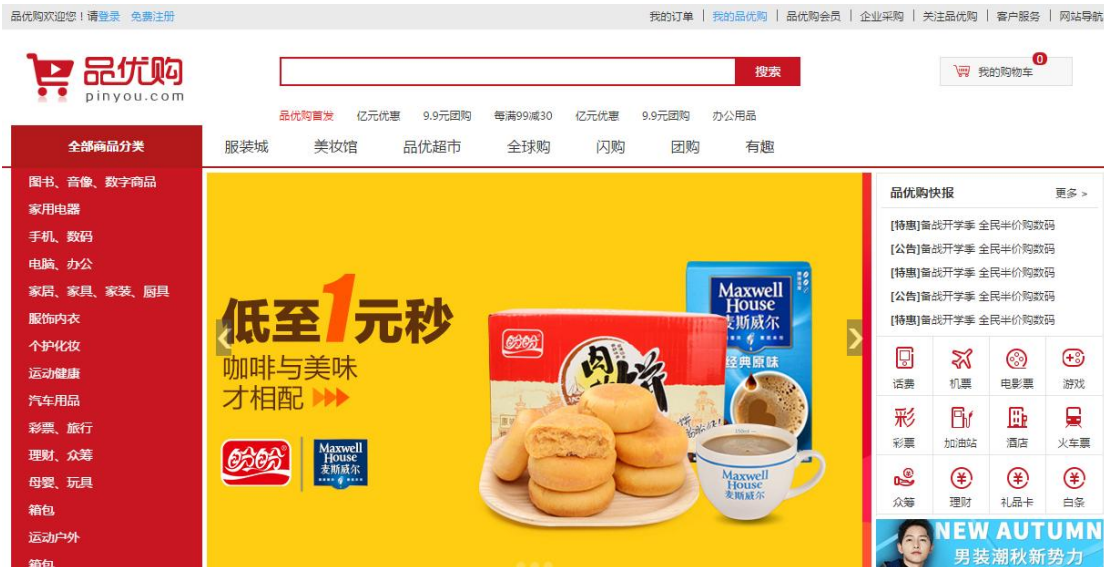 品优购欢迎您！请登录 免费注册
我的订单 | 我的品优购 | 品优购会员 | 企业采购 | 关注品优购 | 客户服务 | 网站导航
品优购
pinyou.com
搜索
我的购物车
0
品优购首发 亿元优惠 9.9元团购 每满99减30 亿元优惠 9.9元团购 办公用品
全部商品分类 服装城 美妆馆 品优超市 全球购 闪购 团购 有趣
图书、音像、数字商品
家用电器
手机、数码
电脑、办公
家居、家具、家装、厨具
服饰内衣
个护化妆
运动健康
汽车用品
彩票、旅行
理财、众筹
母婴、玩具
箱包
运动户外
箱包
低至1元秒
咖啡与美味
才相配
盼盼
Maxwell
House
麦斯威尔
盼盼
Maxwell
House
麦斯威尔
经典原味
Maxwell
House
麦斯威尔
品优购快报 更多 >
[特惠]备战开学季 全民半价购数码
[公告]备战开学季 全民半价购数码
[特惠]备战开学季 全民半价购数码
[公告]备战开学季 全民半价购数码
[特惠]备战开学季 全民半价购数码
话费 机票 电影票 游戏
彩
彩票 加油站 酒店 火车票
众筹 理财 礼品卡 白条
NEW AUTUMN
男装潮秋新势力